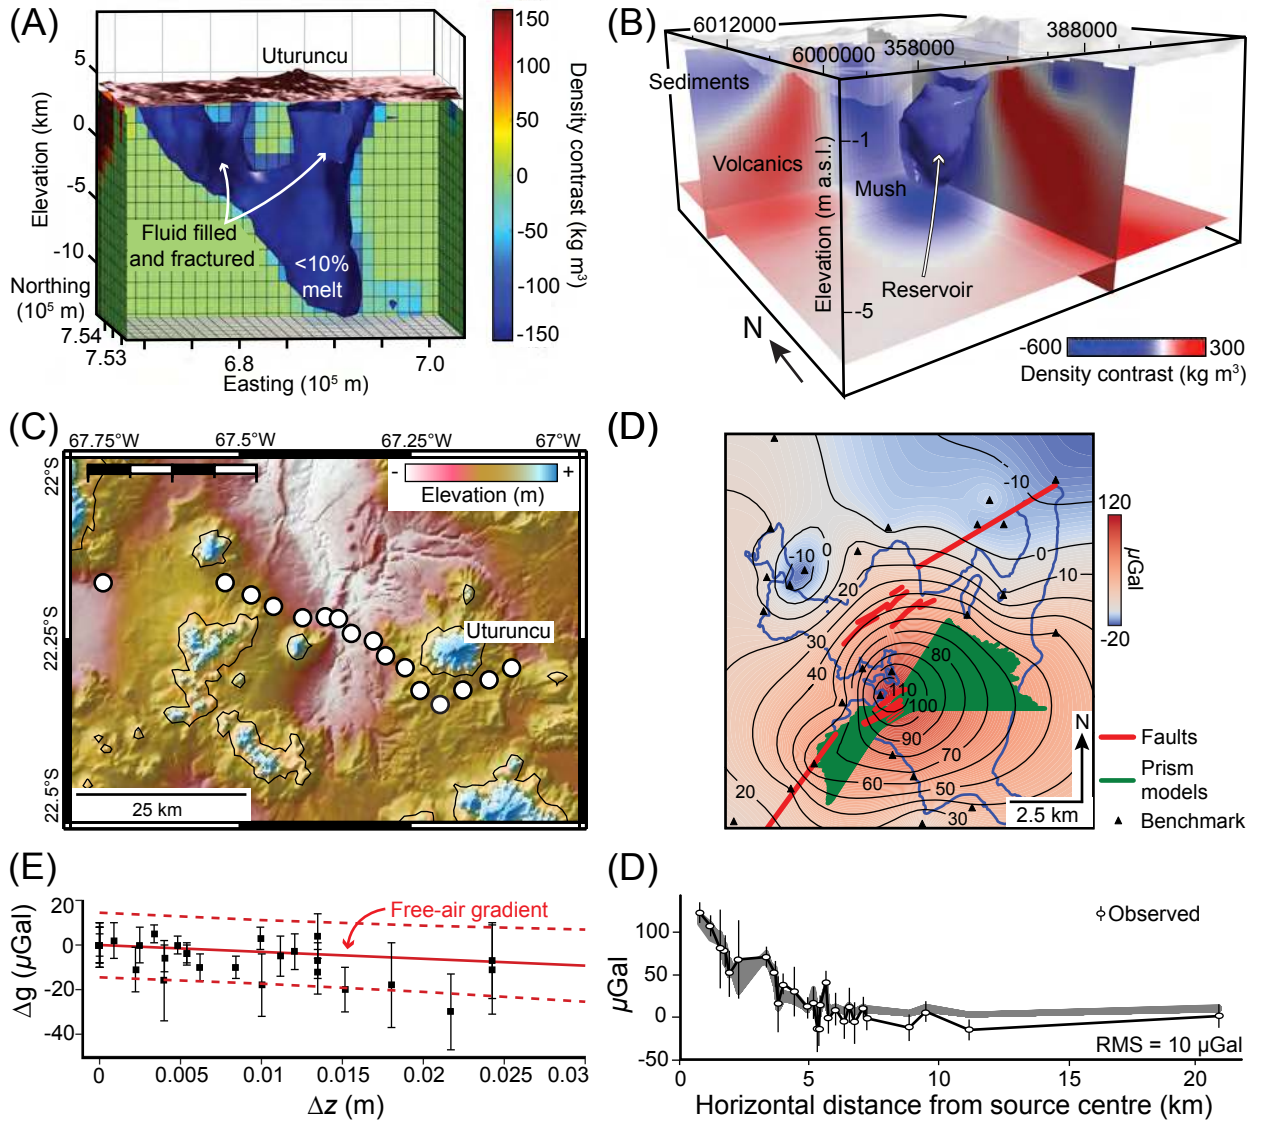 (A)
5
0
-5
-10
Elevation (km)
Uturuncu
Fluid filled
and fractured
<10%
melt
Northing
(10⁵ m)
7.54
7.53
6.8
7.0
Easting (10⁵ m)
150
100
50
0
-50
-100
-150
Density contrast (kg m³)
(B)
6012000
6000000
358000
388000
Sediments
Volcanics
Mush
Reservoir
-1
-5
Elevation (m a.s.l.)
N
-600
300
Density contrast (kg m³)
(C)
67.75°W
67.5°W
67.25°W
67°W
22°S
22.25°S
22.5°S
- +
Elevation (m)
Uturuncu
25 km
(D)
-10
0
10
-10
0
20
30
40
80
110
100
90
70
60
50
30
20
120
-20
µGal
N
2.5 km
Faults
Prism
models
Benchmark
(E)
20
0
-20
-40
Δg (µGal)
Free-air gradient
0
0.005
0.01
0.015
0.02
0.025
0.03
Δz (m)
(D)
100
50
0
-50
µGal
Observed
RMS = 10 µGal
0
5
10
15
20
Horizontal distance from source centre (km)